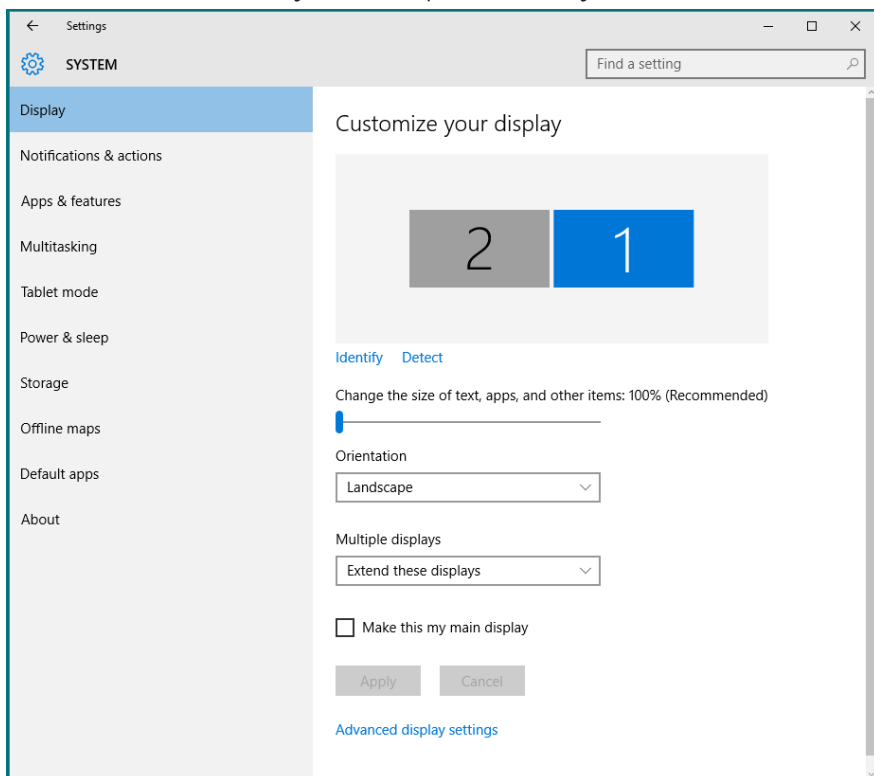 Settings
SYSTEM
Find a setting
Display
Notifications & actions
Apps & features
Multitasking
Tablet mode
Power & sleep
Storage
Offline maps
Default apps
About
Customize your display
2 1
Identify Detect
Change the size of text, apps, and other items: 100% (Recommended)
Orientation
Landscape
Multiple displays
Extend these displays
Make this my main display
Apply Cancel
Advanced display settings